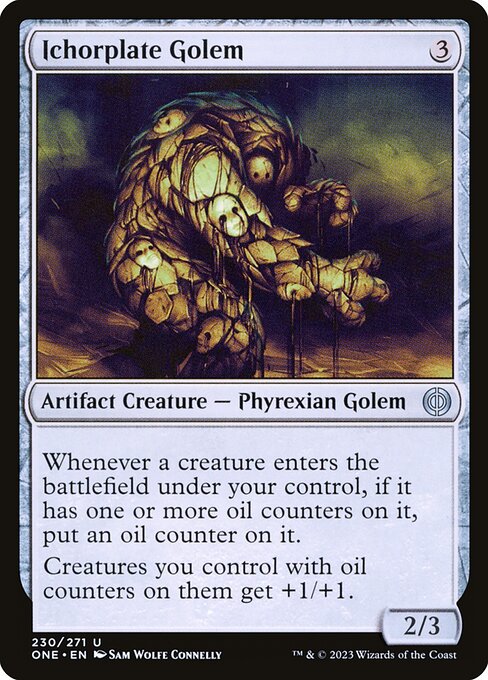 Ichorplate Golem 3
Artifact Creature — Phyrexian Golem
Whenever a creature enters the
battlefield under your control, if it
has one or more oil counters on it,
put an oil counter on it.
Creatures you control with oil
counters on them get +1/+1.
2/3
230/271 U
ONE • EN Sam Wolfe Connelly
™ & © 2023 Wizards of the Coast